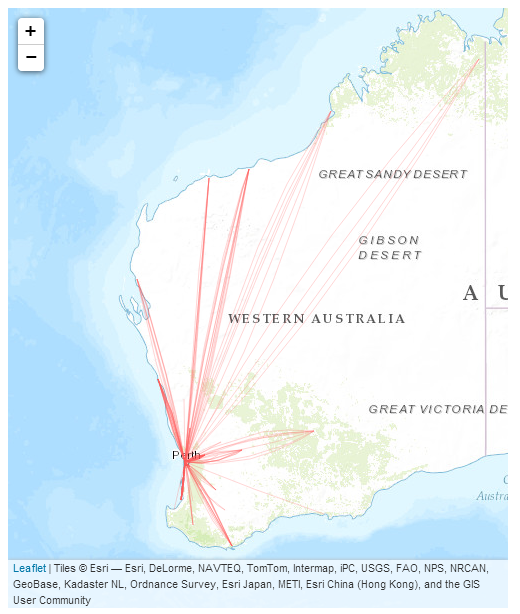 +
−
GREAT SANDY DESERT
GIBSON
DESERT
A U
WESTERN AUSTRALIA
GREAT VICTORIA DE
Perth
Austra
Leaflet | Tiles © Esri — Esri, DeLorme, NAVTEQ, TomTom, Intermap, iPC, USGS, FAO, NPS, NRCAN,
GeoBase, Kadaster NL, Ordnance Survey, Esri Japan, METI, Esri China (Hong Kong), and the GIS
User Community